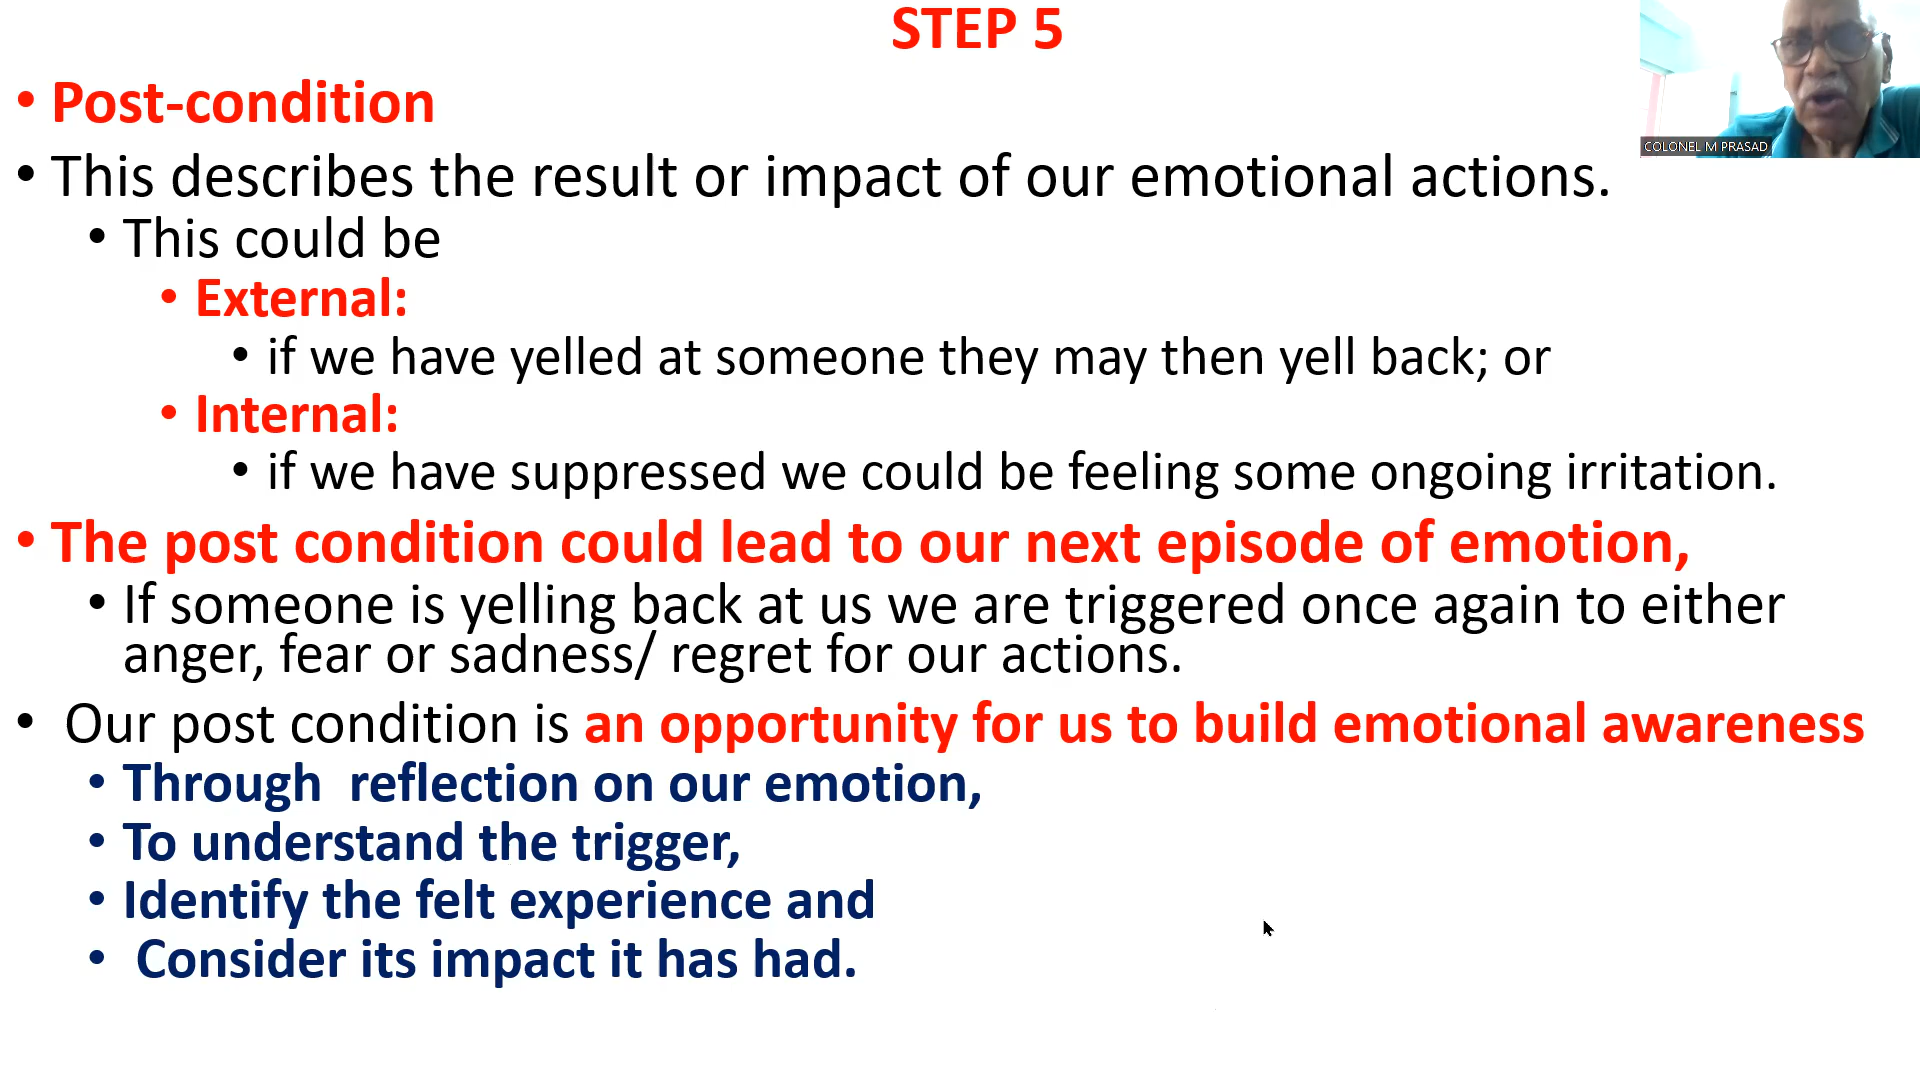 STEP 5
• Post-condition
• This describes the result or impact of our emotional actions.
• This could be
• External:
• if we have yelled at someone they may then yell back; or
• Internal:
• if we have suppressed we could be feeling some ongoing irritation.
• The post condition could lead to our next episode of emotion,
• If someone is yelling back at us we are triggered once again to either
anger, fear or sadness/ regret for our actions.
• Our post condition is an opportunity for us to build emotional awareness
• Through reflection on our emotion,
• To understand the trigger,
• Identify the felt experience and
• Consider its impact it has had.
COLONEL M PRASAD